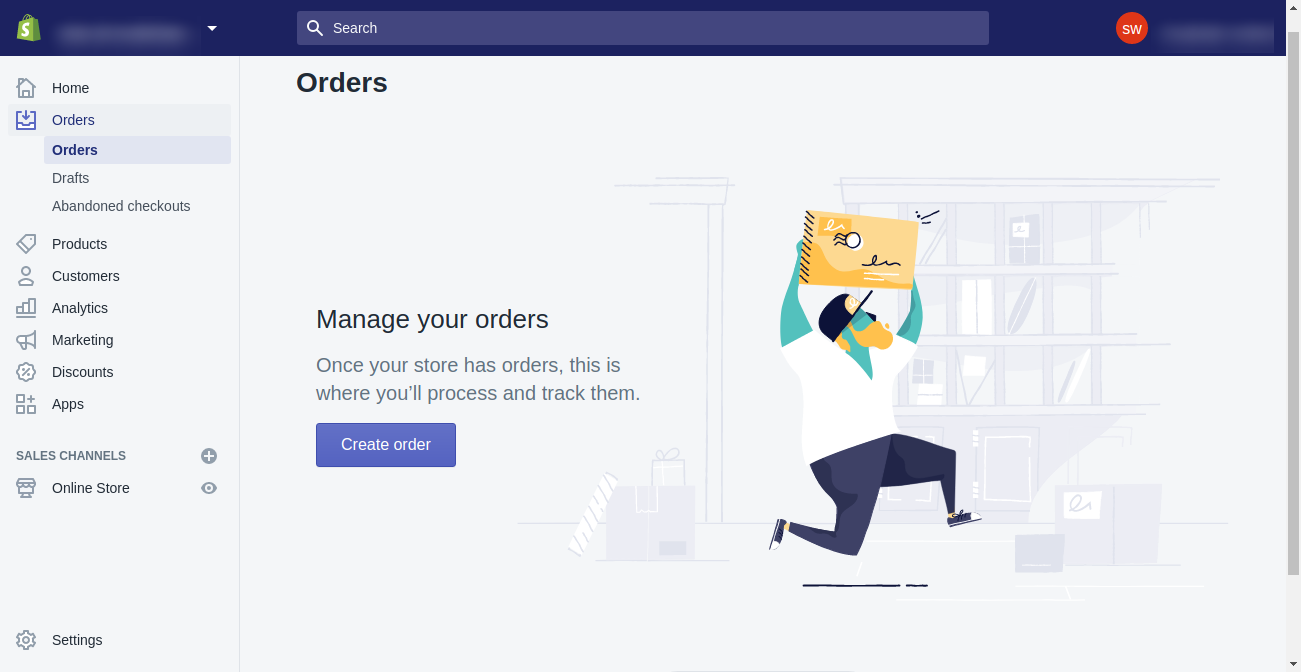 Search
SW
Home
Orders
Orders
Drafts
Abandoned checkouts
Products
Customers
Analytics
Marketing
Discounts
Apps
SALES CHANNELS
Online Store
Settings
Orders
Manage your orders
Once your store has orders, this is
where you’ll process and track them.
Create order